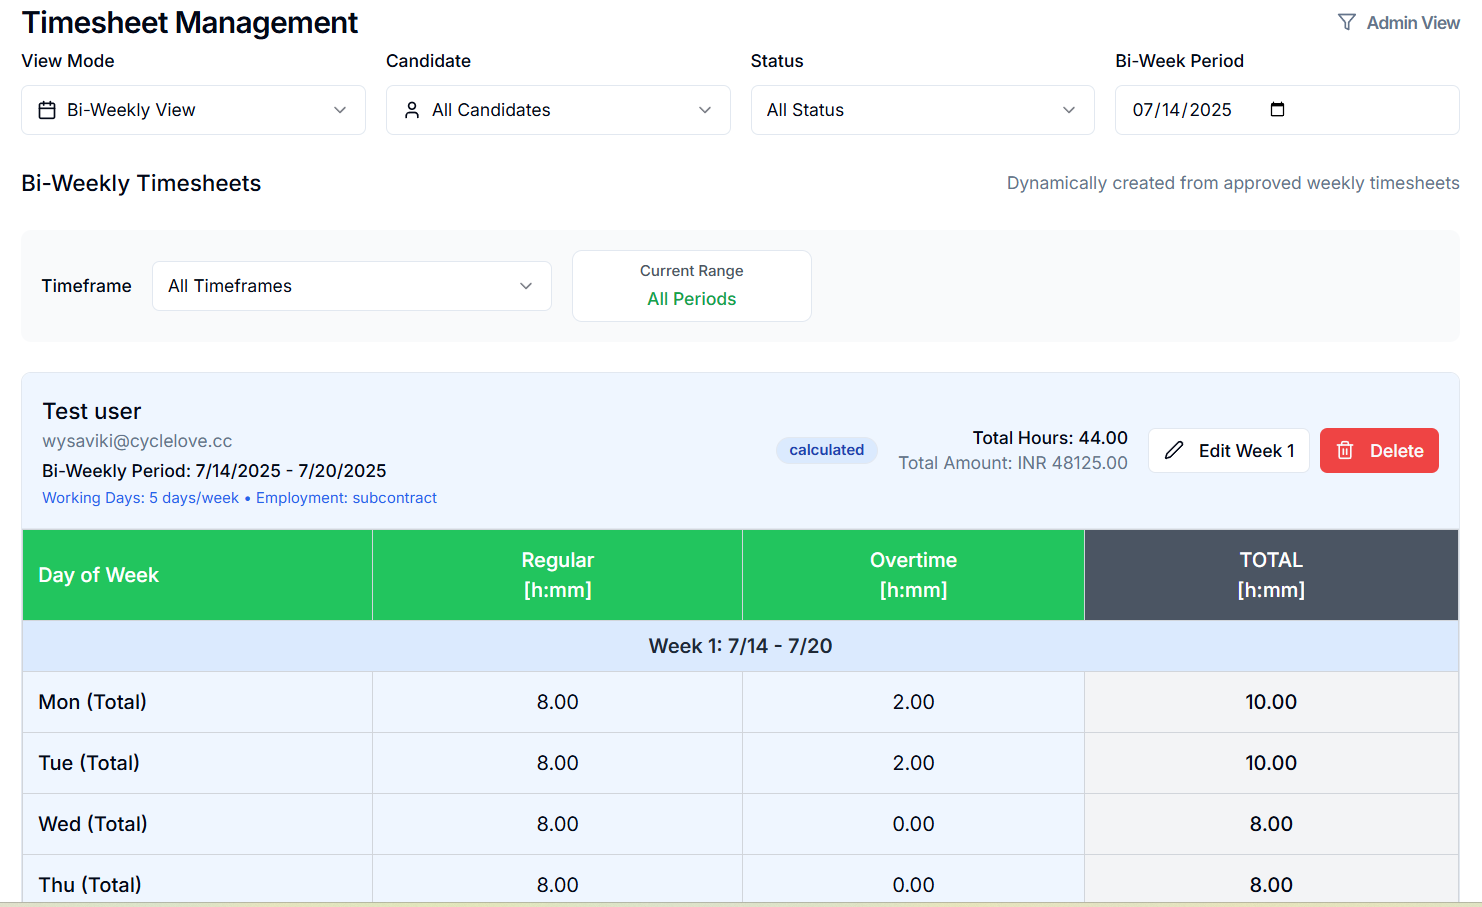 Timesheet Management
Admin View
View Mode
Candidate
Status
Bi-Week Period
Bi-Weekly View
All Candidates
All Status
07/14/2025
Bi-Weekly Timesheets
Dynamically created from approved weekly timesheets
Timeframe
All Timeframes
Current Range
All Periods
Test user
wysaviki@cyclelove.cc
Bi-Weekly Period: 7/14/2025 - 7/20/2025
Working Days: 5 days/week • Employment: subcontract
calculated
Total Hours: 44.00
Total Amount: INR 48125.00
Edit Week 1
Delete
Day of Week
Regular
[h:mm]
Overtime
[h:mm]
TOTAL
[h:mm]
Week 1: 7/14 - 7/20
Mon (Total) 8.00 2.00 10.00
Tue (Total) 8.00 2.00 10.00
Wed (Total) 8.00 0.00 8.00
Thu (Total) 8.00 0.00 8.00